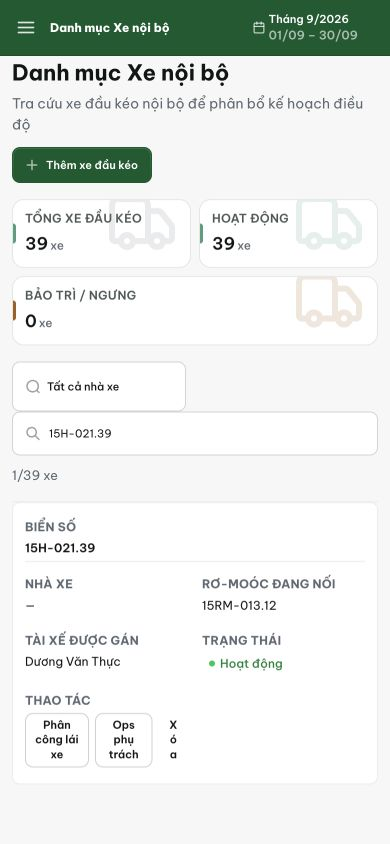 Danh mục Xe nội bộ
Tháng 9/2026
01/09 – 30/09
Danh mục Xe nội bộ
Tra cứu xe đầu kéo nội bộ để phân bổ kế hoạch điều
độ
Thêm xe đầu kéo
TỔNG XE ĐẦU KÉO
39 xe
HOẠT ĐỘNG
39 xe
BẢO TRÌ / NGƯNG
0 xe
Tất cả nhà xe
15H-021.39
1/39 xe
BIỂN SỐ
15H-021.39
NHÀ XE
–
RƠ-MOÓC ĐANG NỐI
15RM-013.12
TÀI XẾ ĐƯỢC GÁN
Dương Văn Thực
TRẠNG THÁI
Hoạt động
THAO TÁC
Phân
công lái
xe
Ops
phụ
trách
X
ó
a